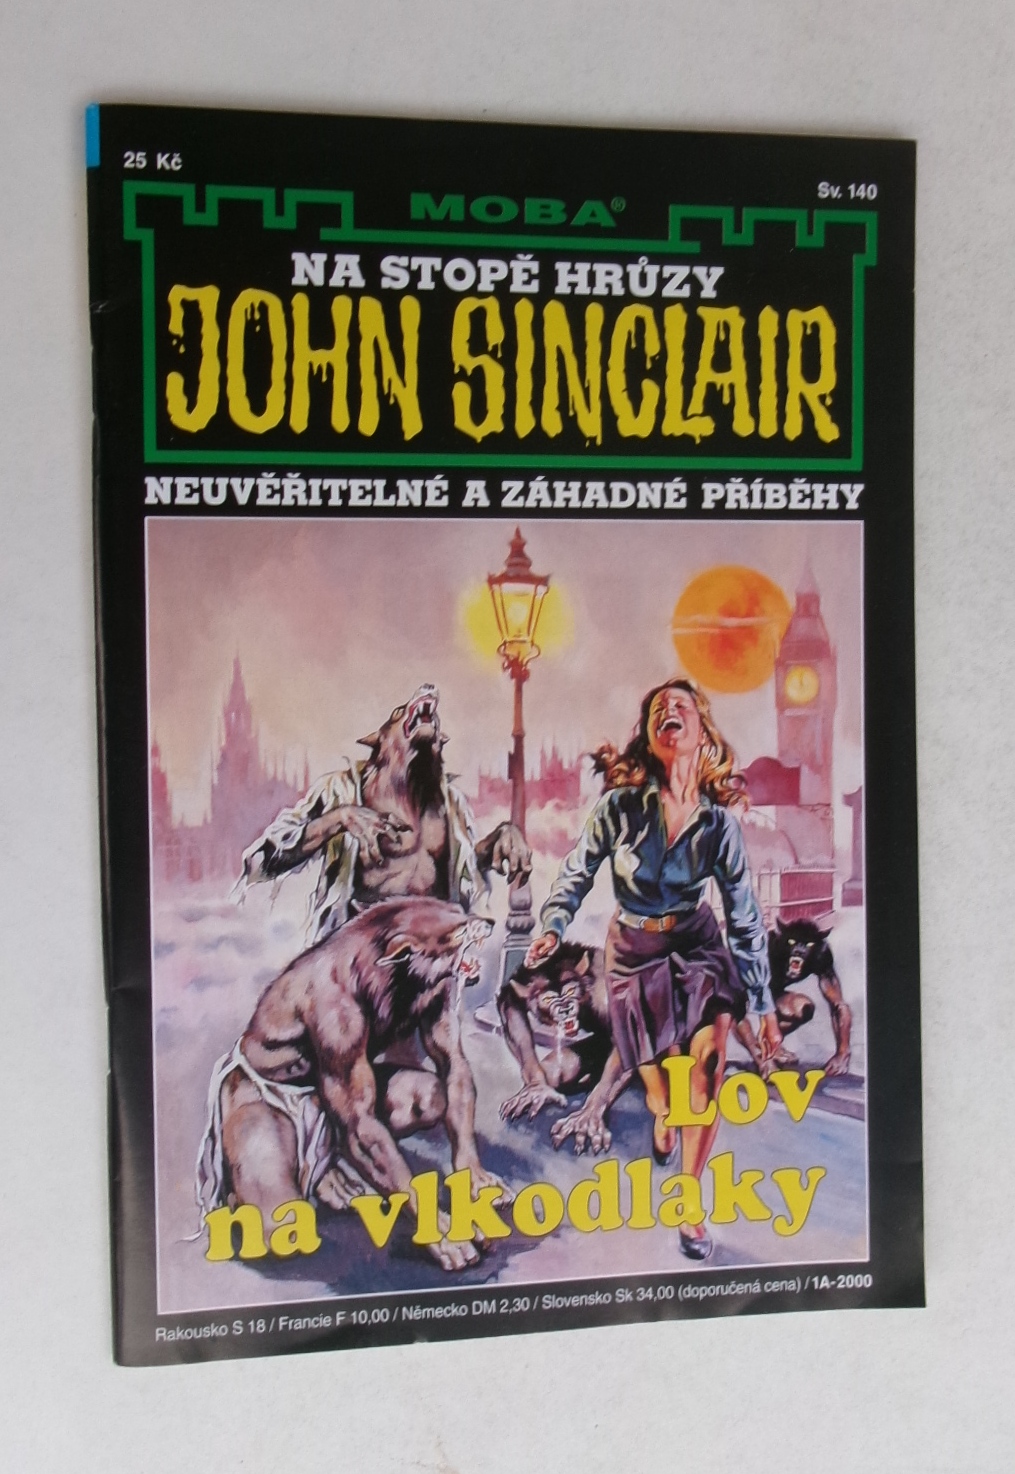 25 Kč
Sv. 140
MOBA®
NA STOPĚ HRŮZY
JOHN SINCLAIR
NEUVĚŘITELNÉ A ZÁHADNÉ PŘÍBĚHY
Lov
na vlkodlaky
Rakousko S 18 / Francie F 10,00 / Německo DM 2,30 / Slovensko Sk 34,00 (doporučená cena) / 1A-2000